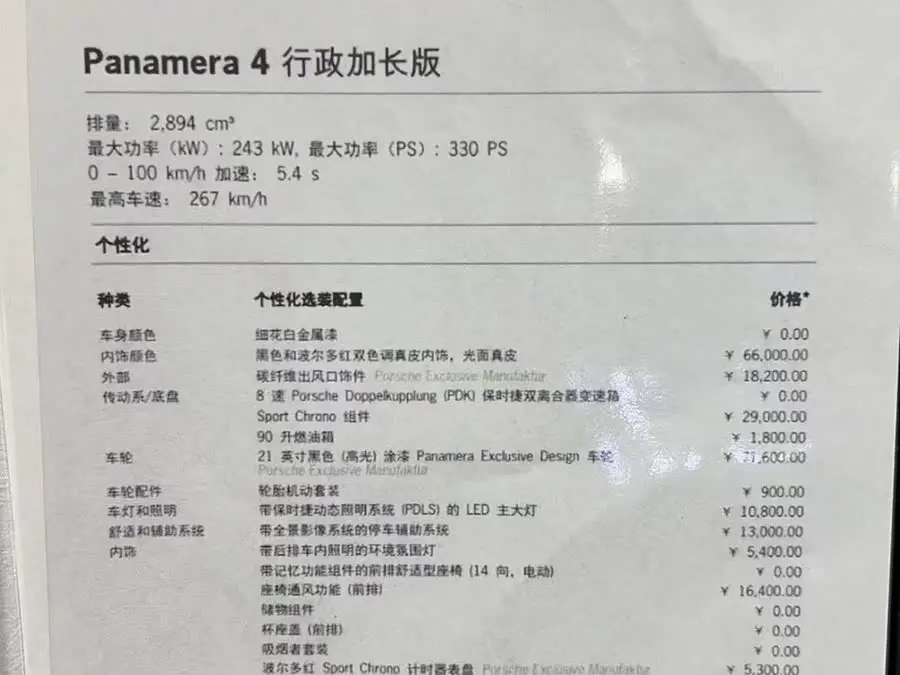 Panamera 4 行政加长版
排量： 2,894 cm³
最大功率（kW）: 243 kW, 最大功率（PS）: 330 PS
0 – 100 km/h 加速： 5.4 s
最高车速： 267 km/h
个性化
种类 个性化选装配置 价格*
车身颜色 细花白金属漆 ¥ 0.00
内饰颜色 黑色和波尔多红双色调真皮内饰，光面真皮 ¥ 66,000.00
外部 碳纤维出风口饰件 Porsche Exclusive Manufaktur ¥ 18,200.00
传动系/底盘 8 速 Porsche Doppelkupplung (PDK) 保时捷双离合器变速箱 ¥ 0.00
Sport Chrono 组件 ¥ 29,000.00
90 升燃油箱 ¥ 1,800.00
车轮 21 英寸黑色 (高光) 涂漆 Panamera Exclusive Design 车轮 ¥
Porsche Exclusive Manufaktur
车轮配件 轮胎机动套装 ¥ 900.00
车灯和照明 带保时捷动态照明系统 (PDLS) 的 LED 主大灯 ¥ 10,800.00
舒适和辅助系统 带全景影像系统的停车辅助系统 ¥ 13,000.00
内饰 带后排车内照明的环境氛围灯 ¥ 5,400.00
带记忆功能组件的前排舒适型座椅 (14 向，电动) ¥ 0.00
座椅通风功能 (前排) ¥ 16,400.00
储物组件 ¥ 0.00
杯座盖 (前排) ¥ 0.00
吸烟者套装 ¥ 0.00
波尔多红 Sport Chrono 计时器表盘 Porsche Exclusive Manufaktur ¥ 5,300.00